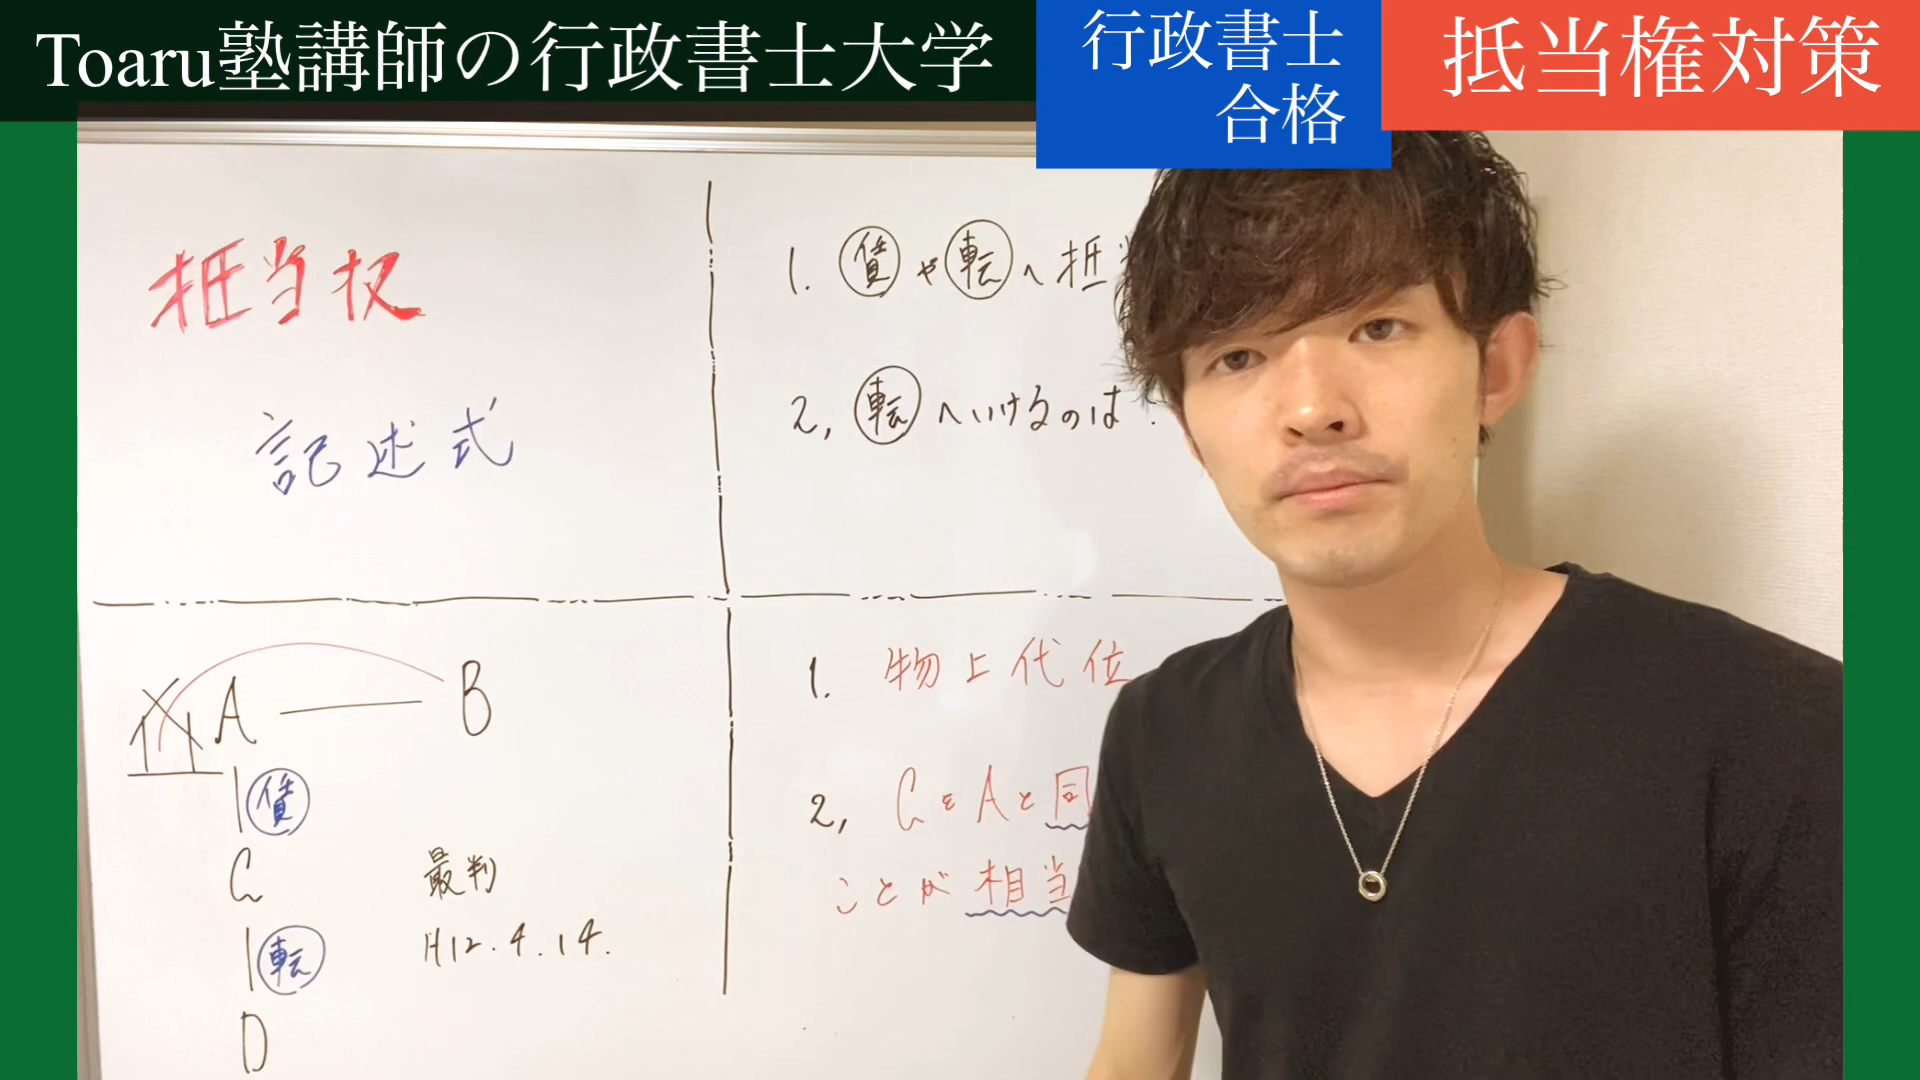 Toaru塾講師の行政書士大学
行政書士
合格
抵当権対策
抵当权
記述式
1. 賃や転へ抵
2, 転へいけるのは
A B
賃
C
転
D
最判
H12.4.14.
1. 物上代位
2, CをAと同
ことが相当